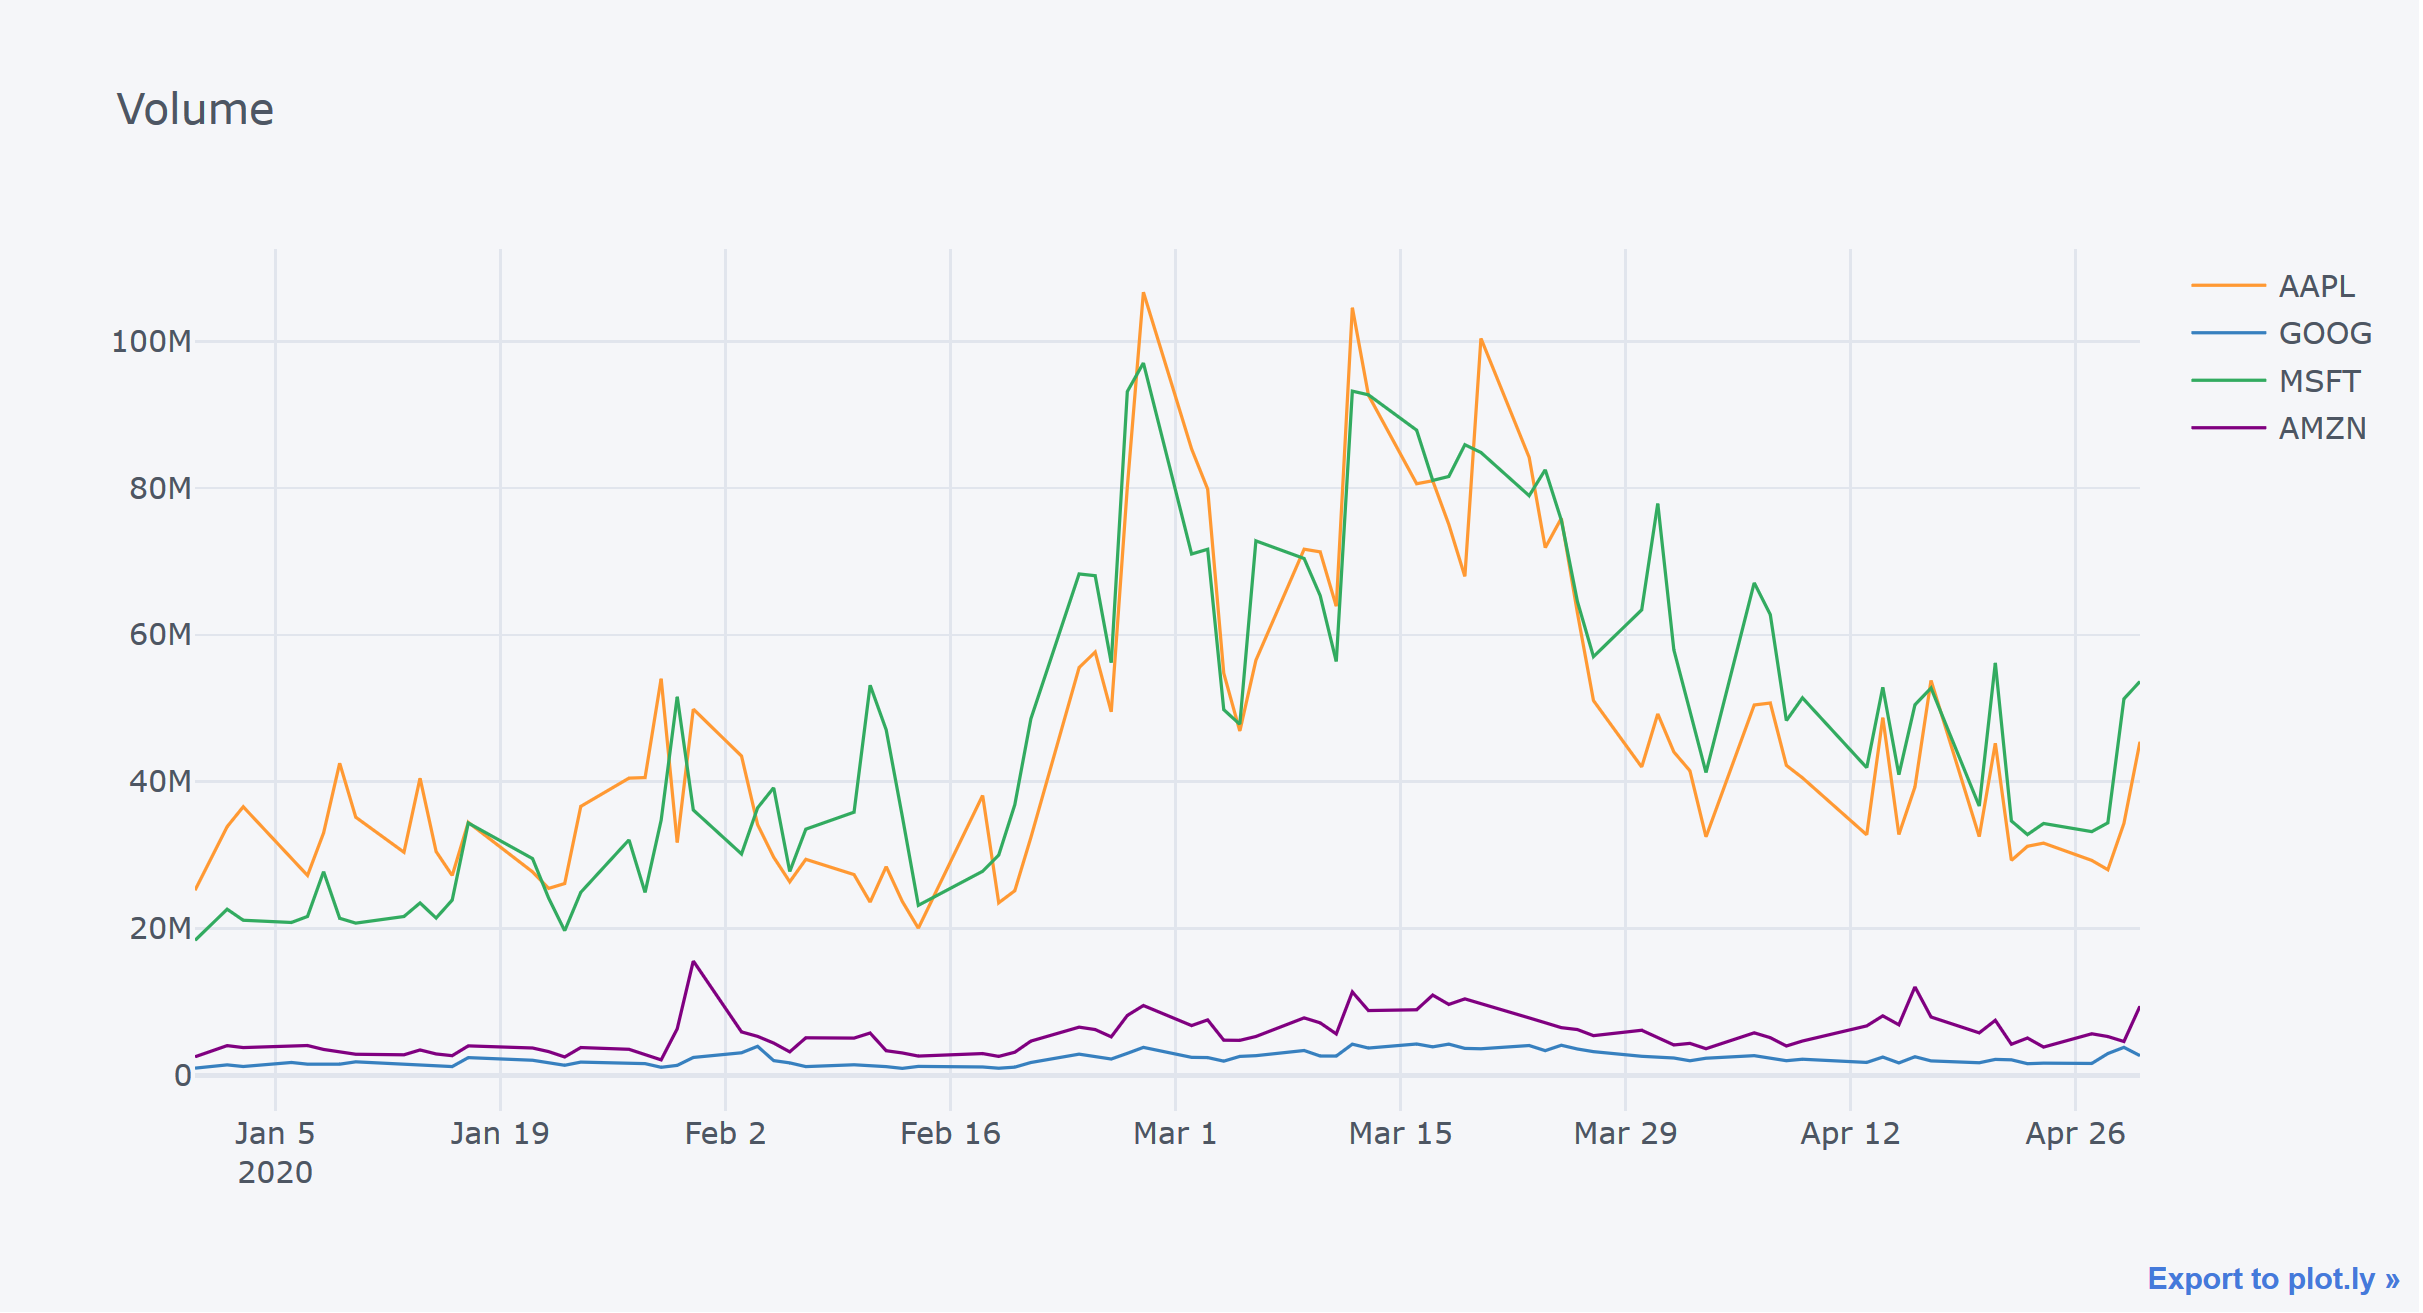 Volume
AAPL
GOOG
MSFT
AMZN
100M
80M
60M
40M
20M
0
Jan 5
2020
Jan 19
Feb 2
Feb 16
Mar 1
Mar 15
Mar 29
Apr 12
Apr 26
Export to plot.ly »